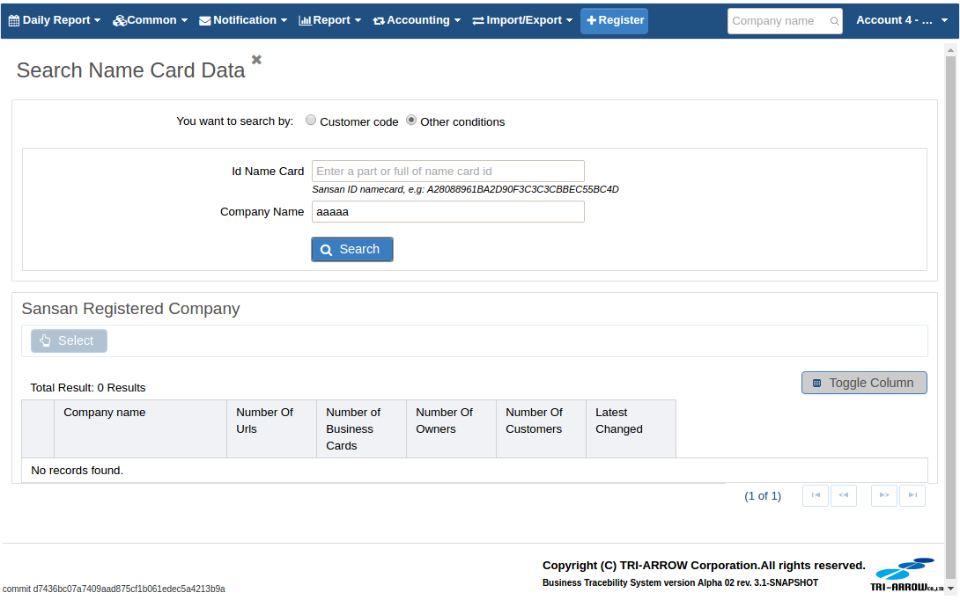 Daily Report Common Notification Report Accounting Import/Export Register Company name Account 4 - ...
Search Name Card Data
You want to search by: Customer code Other conditions
Id Name Card Enter a part or full of name card id
Sansan ID namecard, e.g: A28088961BA2D90F3C3C3CBBEC55BC4D
Company Name aaaaa
Search
Sansan Registered Company
Select
Total Result: 0 Results
Toggle Column
Company name
Number Of Urls
Number of Business Cards
Number Of Owners
Number Of Customers
Latest Changed
No records found.
(1 of 1)
Copyright (C) TRI-ARROW Corporation.All rights reserved.
Business Tracebility System version Alpha 02 rev. 3.1-SNAPSHOT
TRI-ARROW
commit d7436bc07a7409aad875cf1b061edec5a4213b9a